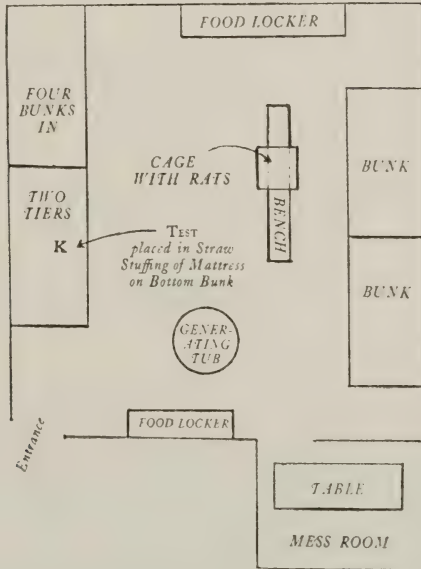 FOOD LOCKER
FOUR
BUNKS
IN
CAGE
WITH RATS
BUNK
TWO
TIERS
K
TEST
placed in Straw
Stuffing of Mattress
on Bottom Bunk
BENCH
BUNK
GENER-
ATING
TUB
FOOD LOCKER
Entrance
TABLE
MESS ROOM